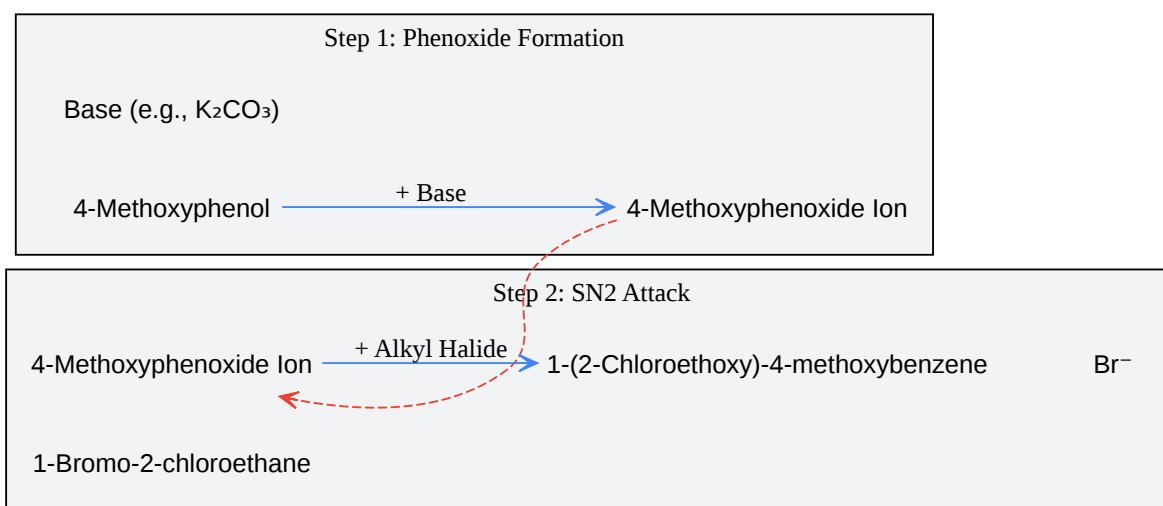 Step 1: Phenoxide Formation
Base (e.g., K₂CO₃)
+ Base
4-Methoxyphenol
4-Methoxyphenoxide Ion
Step 2: SN2 Attack
+ Alkyl Halide
4-Methoxyphenoxide Ion
1-(2-Chloroethoxy)-4-methoxybenzene
Br⁻
1-Bromo-2-chloroethane